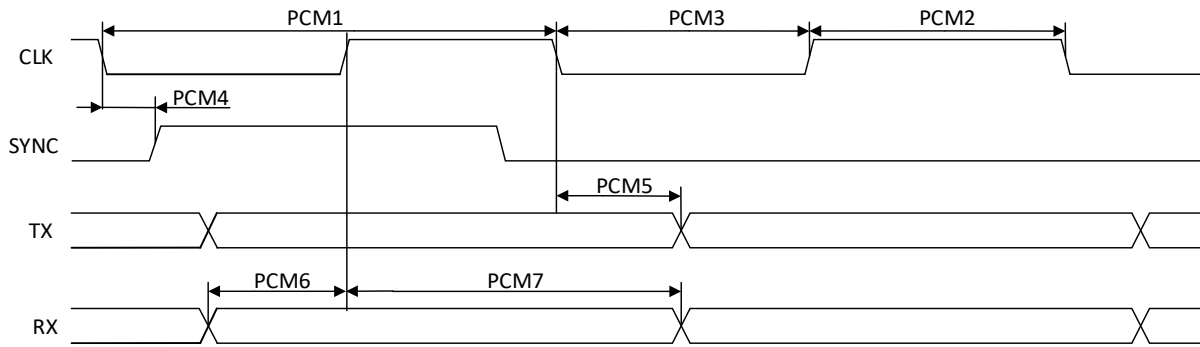 PCM1 PCM3 PCM2
CLK
PCM4
SYNC
PCM5
TX
PCM6 PCM7
RX